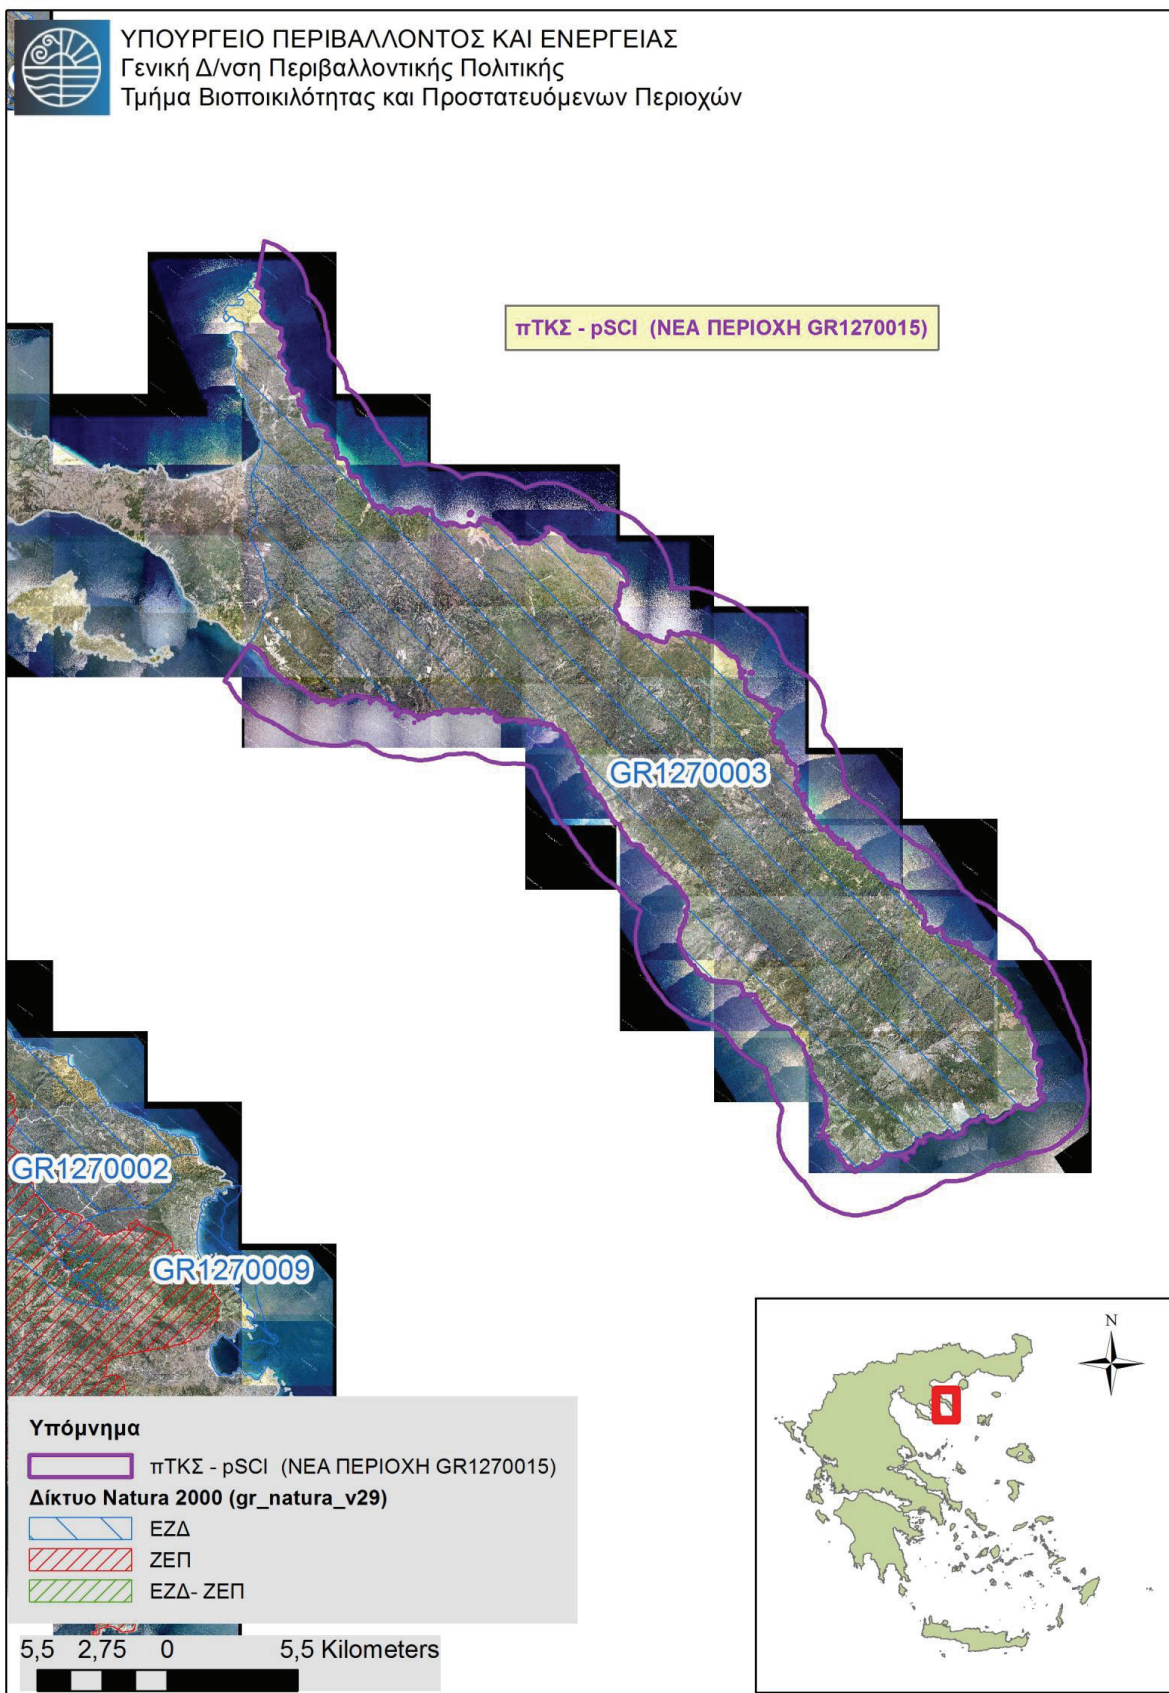 ΥΠΟΥΡΓΕΙΟ ΠΕΡΙΒΑΛΛΟΝΤΟΣ ΚΑΙ ΕΝΕΡΓΕΙΑΣ
Γενική Δ/νση Περιβαλλοντικής Πολιτικής
Τμήμα Βιοποικιλότητας και Προστατευόμενων Περιοχών
πΤΚΣ - pSCI (ΝΕΑ ΠΕΡΙΟΧΗ GR1270015)
GR1270003
GR1270002
GR1270009
N
Υπόμνημα
πΤΚΣ - pSCI (ΝΕΑ ΠΕΡΙΟΧΗ GR1270015)
Δίκτυο Natura 2000 (gr_natura_v29)
ΕΖΔ
ΖΕΠ
ΕΖΔ- ΖΕΠ
5,5 2,75 0 5,5 Kilometers